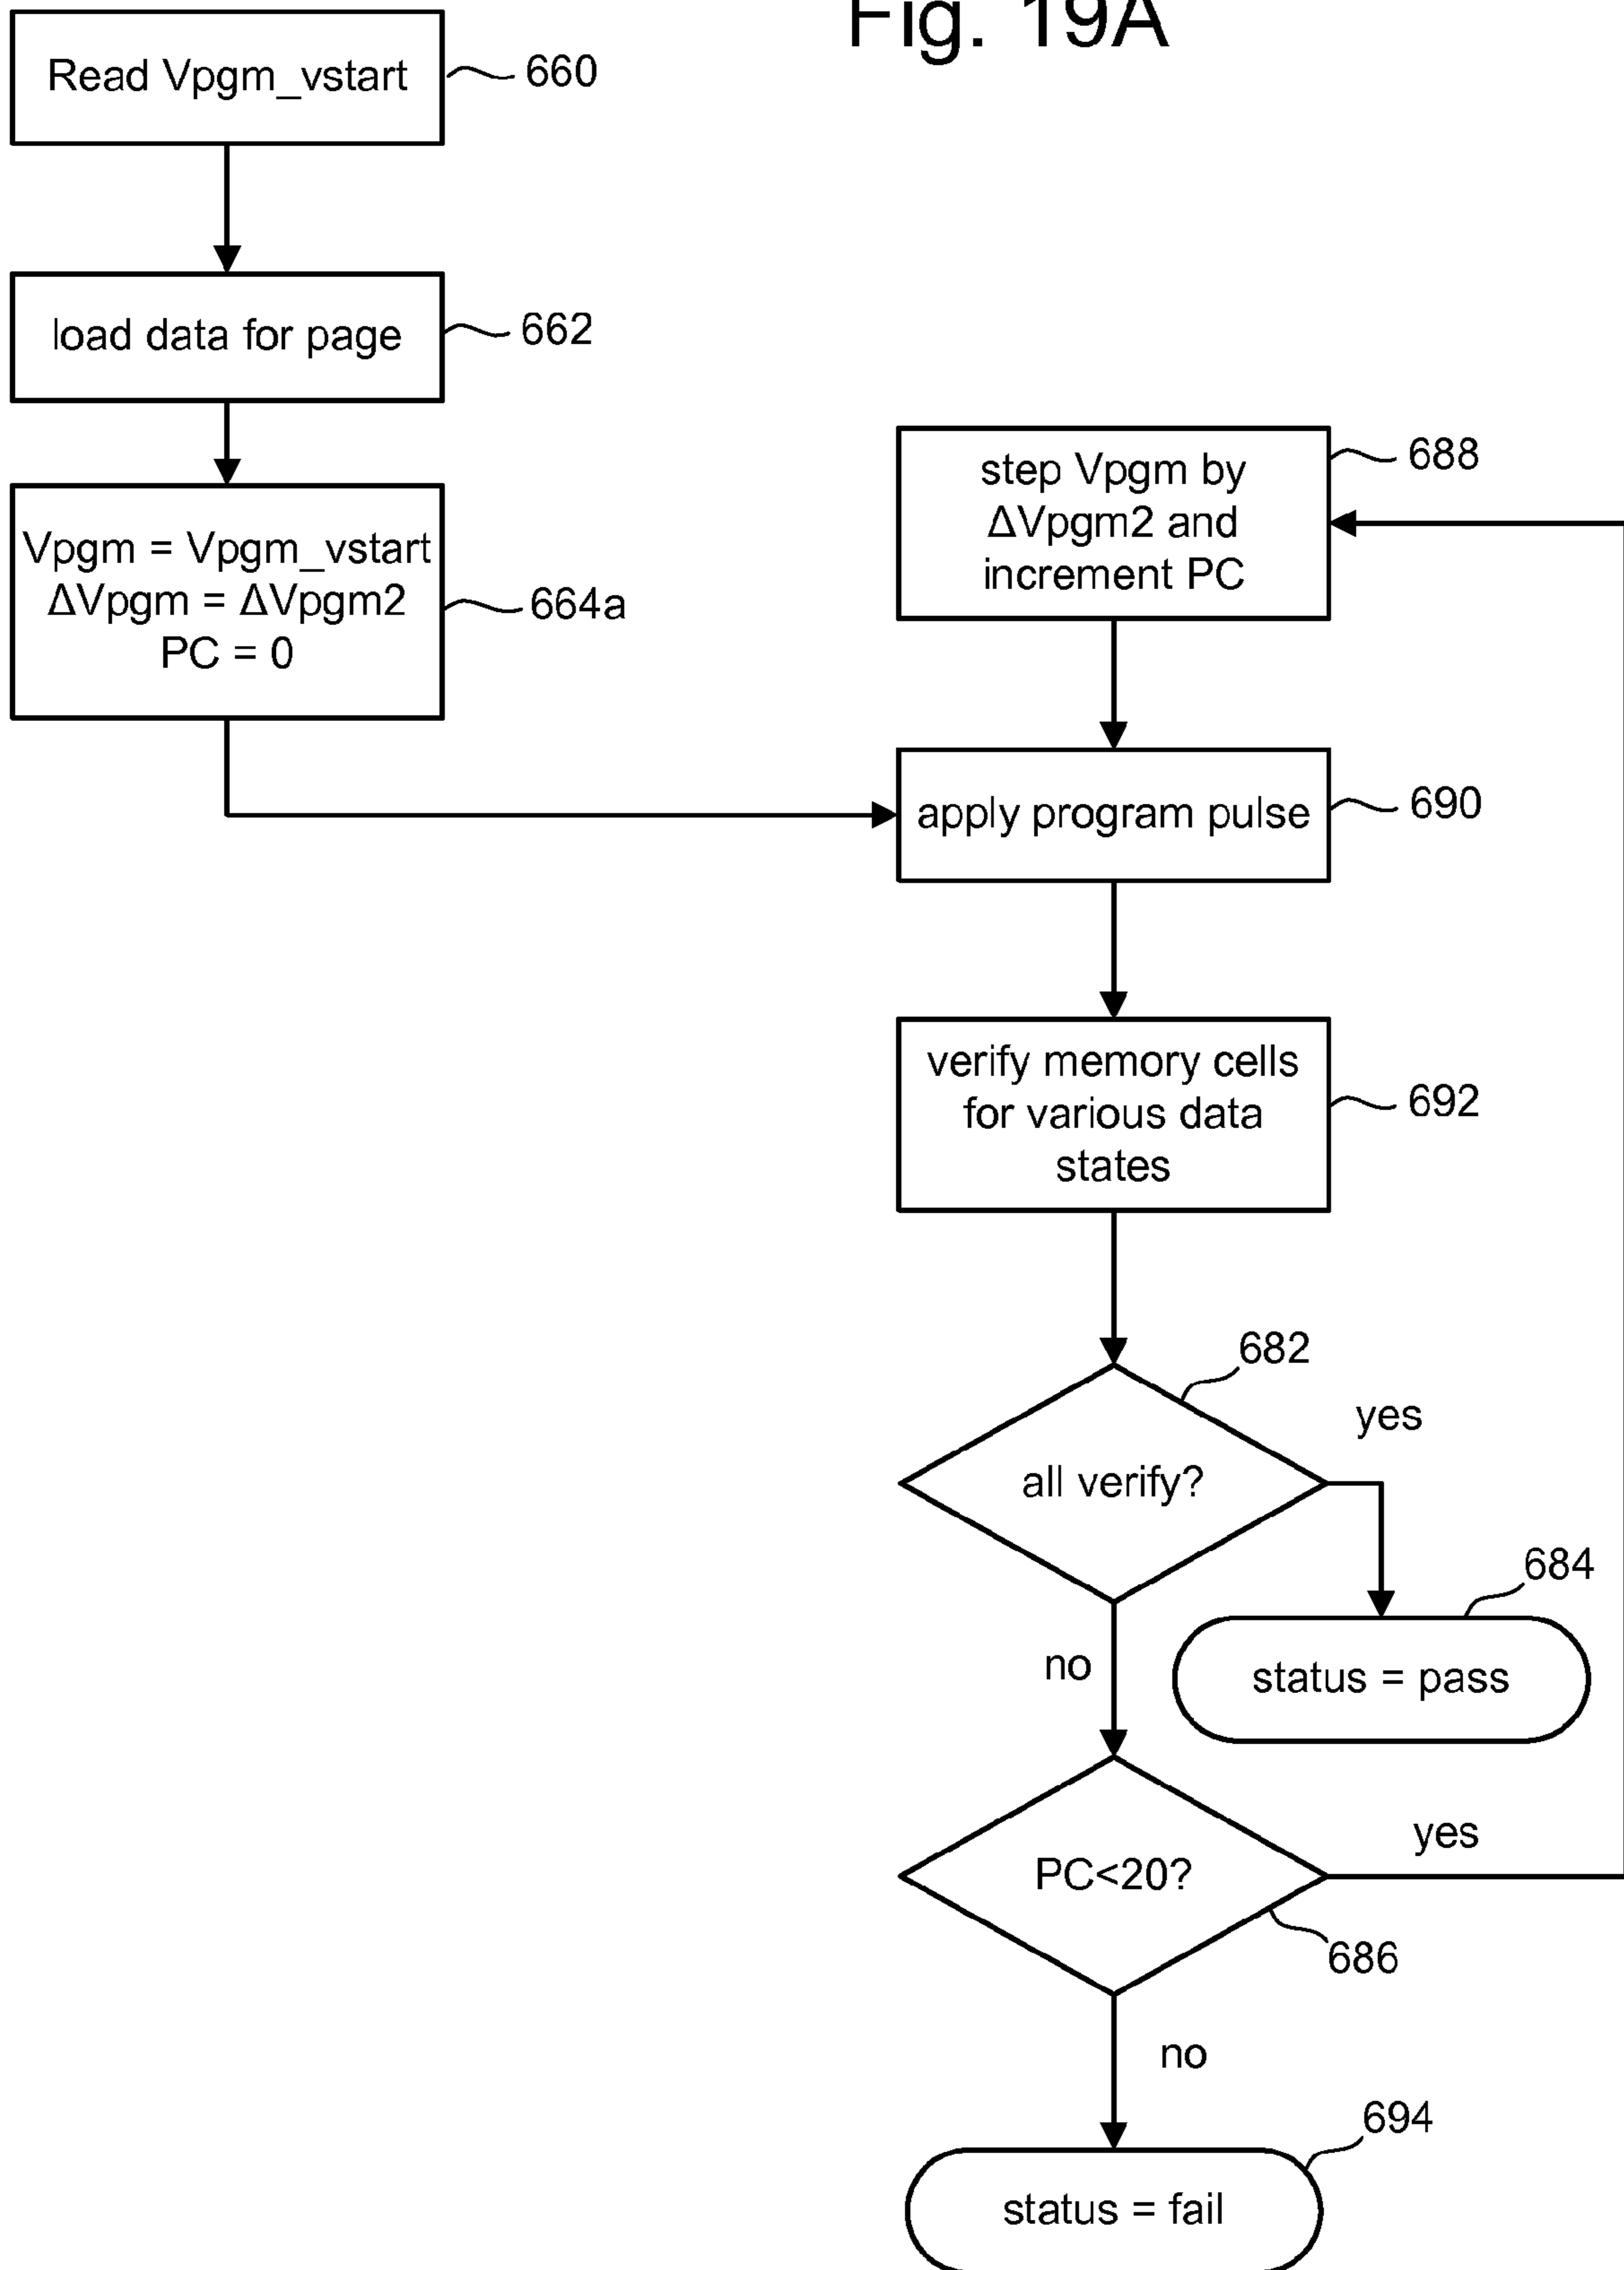 Fig. 19A
Read Vpgm_vstart
660
load data for page
662
Vpgm = Vpgm_vstart
ΔVpgm = ΔVpgm2
PC = 0
664a
step Vpgm by
ΔVpgm2 and
increment PC
688
apply program pulse
690
verify memory cells
for various data
states
692
682
all verify?
yes
684
status = pass
no
PC<20?
yes
686
no
694
status = fail